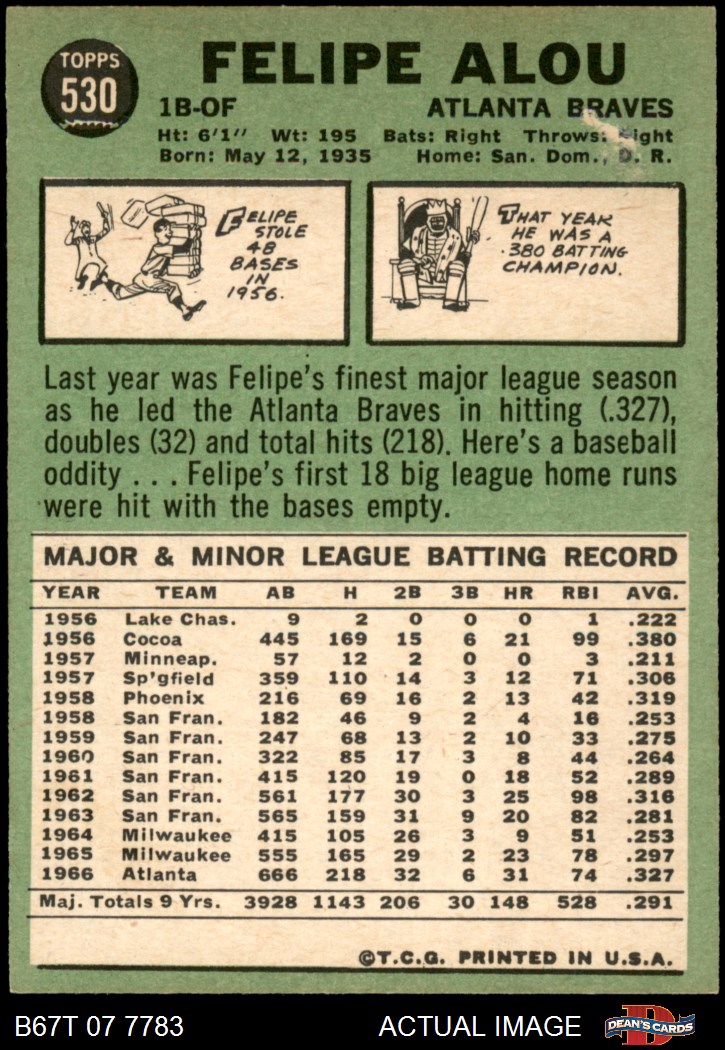 TOPPS
530
FELIPE ALOU
1B-OF ATLANTA BRAVES
Ht: 6'1" Wt: 195 Bats: Right Throws: Right
Born: May 12, 1935 Home: San. Dom., D. R.
FELIPE
STOLE
48
BASES
IN
1956.
THAT YEAR
HE WAS A
.380 BATTING
CHAMPION.
Last year was Felipe's finest major league season
as he led the Atlanta Braves in hitting (.327),
doubles (32) and total hits (218). Here's a baseball
oddity . . . Felipe's first 18 big league home runs
were hit with the bases empty.
MAJOR & MINOR LEAGUE BATTING RECORD
YEAR TEAM AB H 2B 3B HR RBI AVG.
1956 Lake Chas. 9 2 0 0 0 1 .222
1956 Cocoa 445 169 15 6 21 99 .380
1957 Minneap. 57 12 2 0 0 3 .211
1957 Sp'gfield 359 110 14 3 12 71 .306
1958 Phoenix 216 69 16 2 13 42 .319
1958 San Fran. 182 46 9 2 4 16 .253
1959 San Fran. 247 68 13 2 10 33 .275
1960 San Fran. 322 85 17 3 8 44 .264
1961 San Fran. 415 120 19 0 18 52 .289
1962 San Fran. 561 177 30 3 25 98 .316
1963 San Fran. 565 159 31 9 20 82 .281
1964 Milwaukee 415 105 26 3 9 51 .253
1965 Milwaukee 555 165 29 2 23 78 .297
1966 Atlanta 666 218 32 6 31 74 .327
Maj. Totals 9 Yrs. 3928 1143 206 30 148 528 .291
©T.C.G. PRINTED IN U.S.A.
B67T 07 7783 ACTUAL IMAGE
DEAN'S CARDS